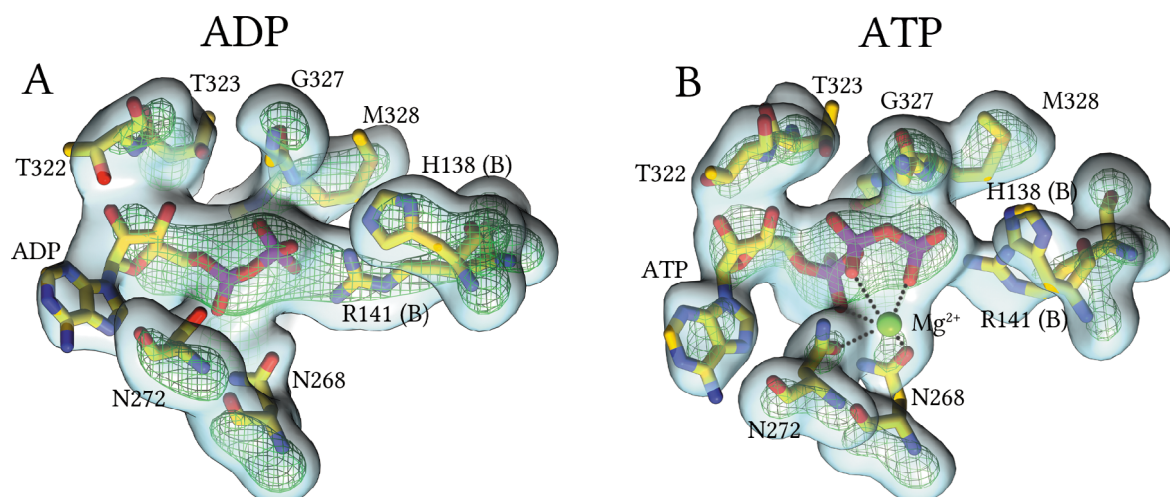 ADP
A
T323
G327
M328
T322
H138 (B)
ADP
R141 (B)
N268
N272
ATP
B
T323
G327
M328
T322
H138 (B)
ATP
Mg²⁺
R141 (B)
N268
N272